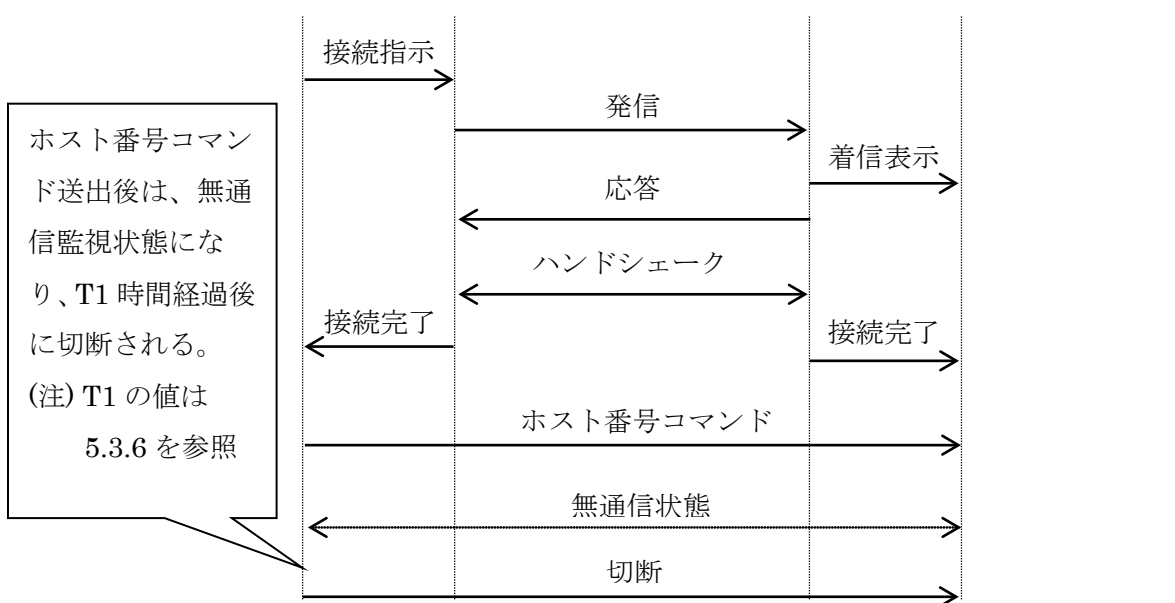 接続指示
発信
着信表示
応答
ハンドシェーク
接続完了
接続完了
ホスト番号コマンド
無通信状態
切断
ホスト番号コマン
ド送出後は、無通
信監視状態にな
り、T1 時間経過後
に切断される。
(注) T1 の値は
5.3.6 を参照